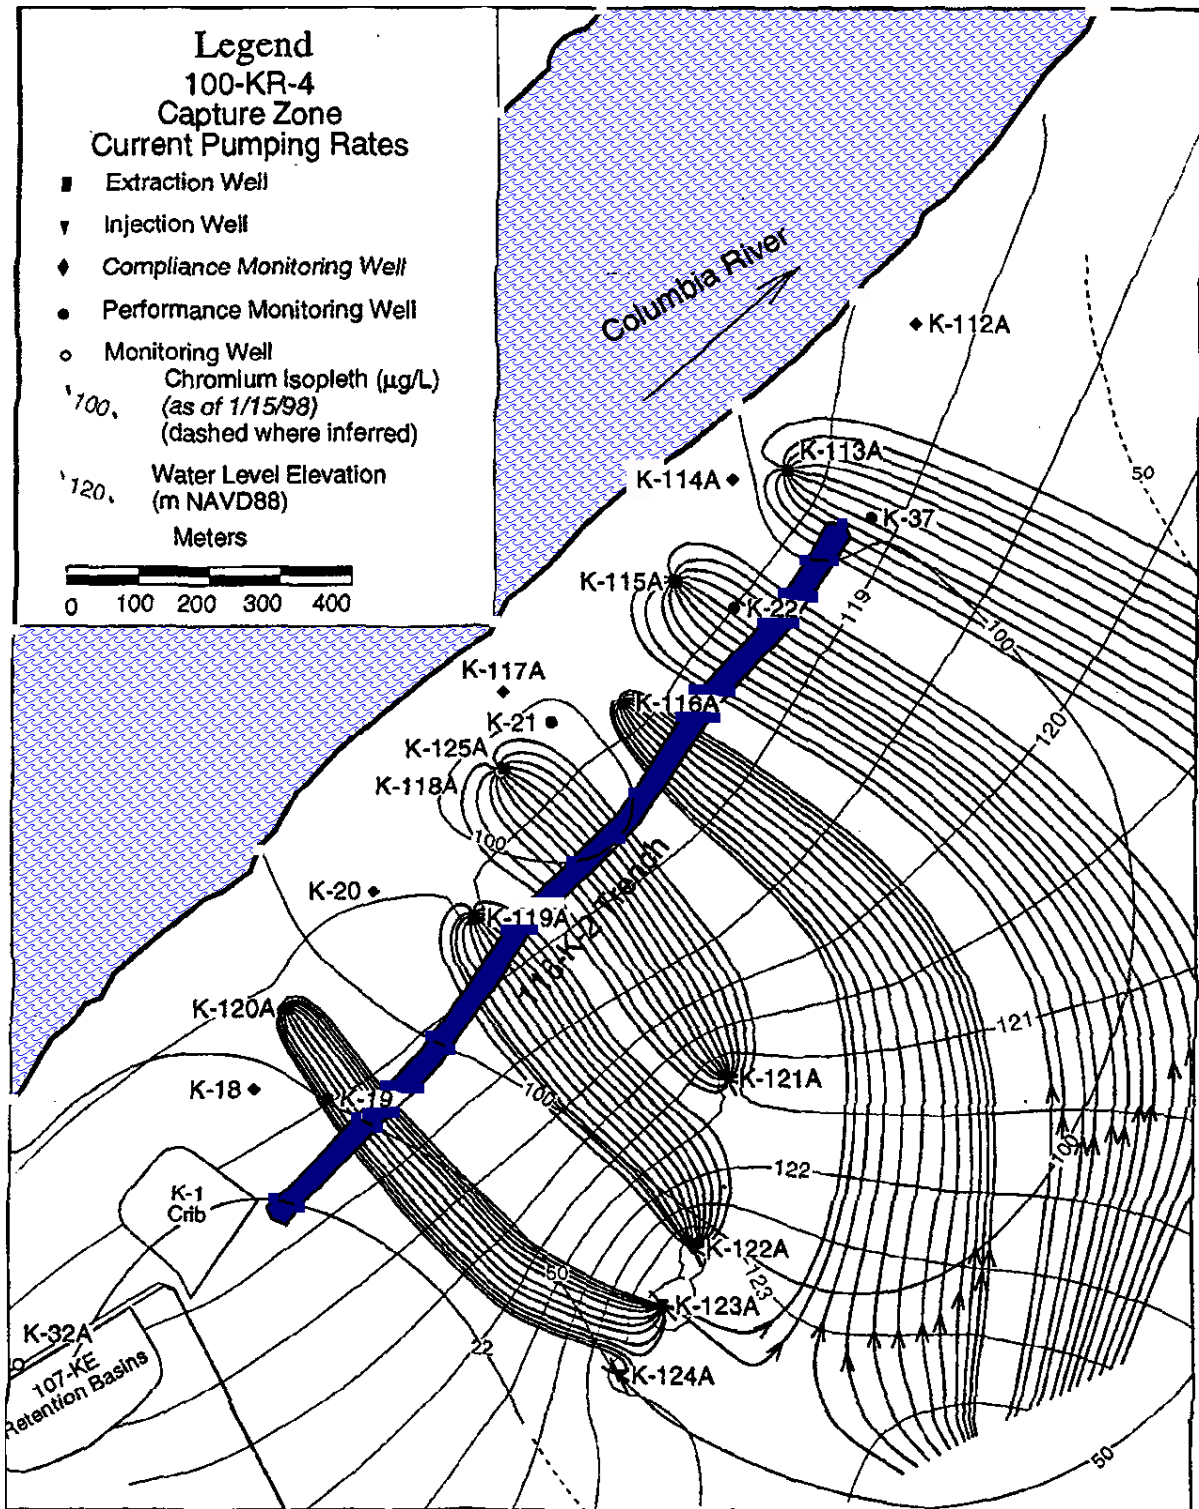 Legend
100-KR-4
Capture Zone
Current Pumping Rates
Extraction Well
Injection Well
Compliance Monitoring Well
Performance Monitoring Well
Monitoring Well
Chromium Isopleth (µg/L)
100
(as of 1/15/98)
(dashed where inferred)
Water Level Elevation
120
(m NAVD88)
Meters
0 100 200 300 400
Columbia River
K-112A
K-113A
50
K-114A
K-37
K-115A
K-22
119
100
K-117A
K-116A
K-21
120
K-125A
K-118A
100
K-20
K-119A
116-K-2 Trench
K-120A
121
K-18
K-19
100
K-121A
100
122
K-1
Crib
K-122A
123
50
K-123A
K-32A
22
107-KE
Retention Basins
K-124A
50